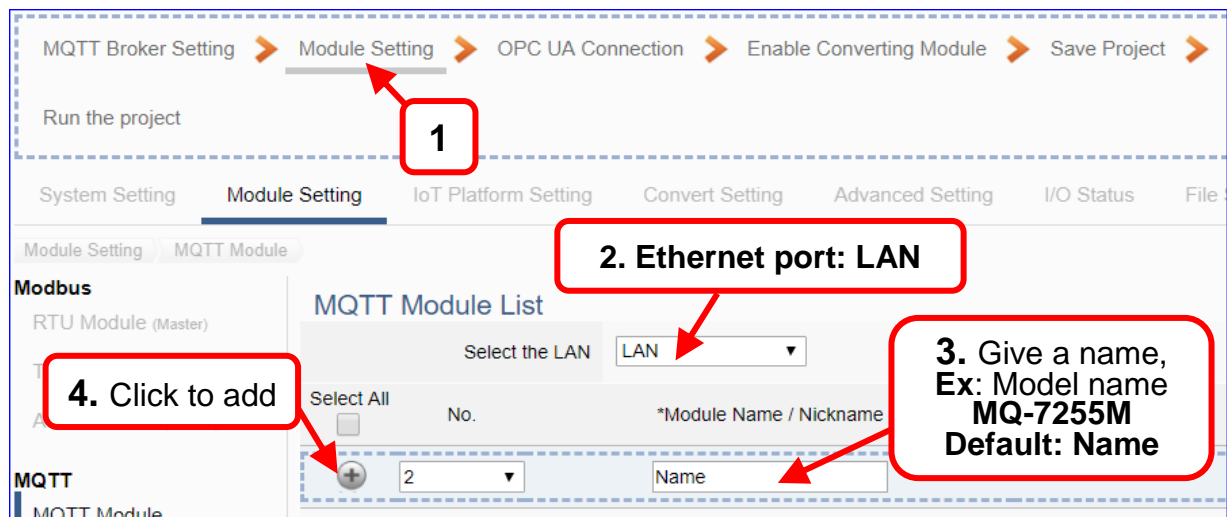 MQTT Broker Setting Module Setting OPC UA Connection Enable Converting Module Save Project
Run the project
1
System Setting Module Setting IoT Platform Setting Convert Setting Advanced Setting I/O Status File
Module Setting MQTT Module
2. Ethernet port: LAN
Modbus
RTU Module (Master)
MQTT Module List
Select the LAN LAN
3. Give a name,
Ex: Model name
MQ-7255M
Default: Name
4. Click to add
Select All
No. *Module Name / Nickname
2 Name
MQTT
MQTT Module